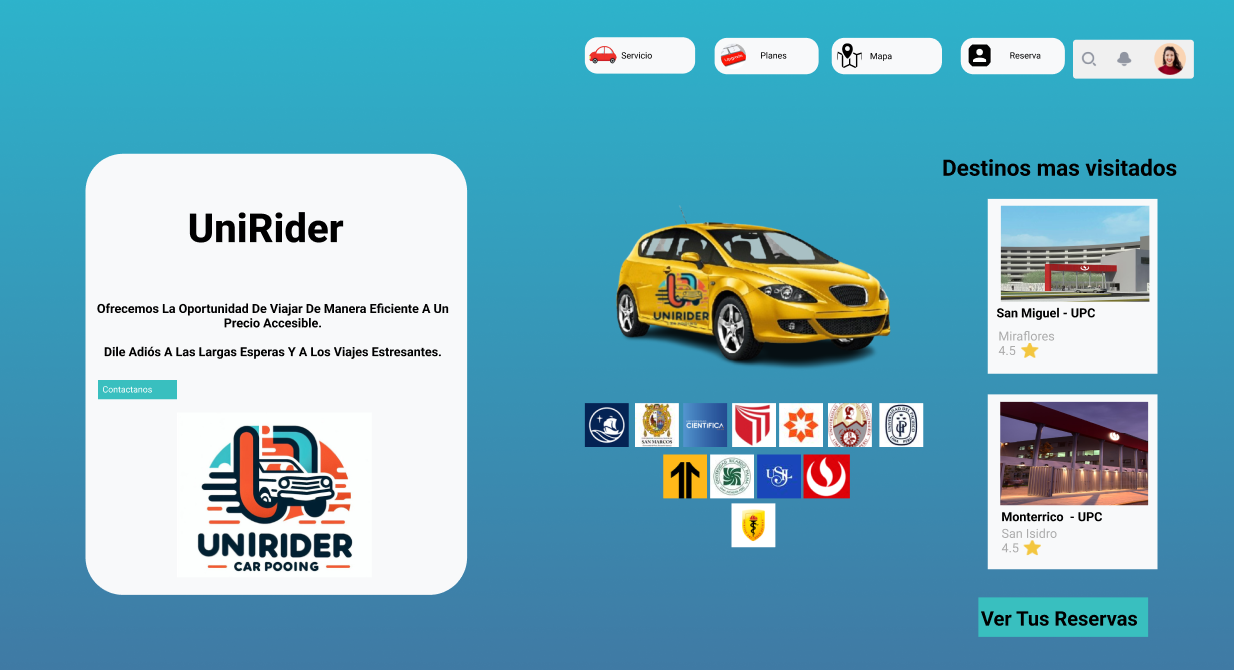 Servicio
Planes
Mapa
Reserva
UniRider
Ofrecemos La Oportunidad De Viajar De Manera Eficiente A Un
Precio Accesible.
Dile Adiós A Las Largas Esperas Y A Los Viajes Estresantes.
Contactanos
UNIRIDER
CAR POOING
UNIRIDER
SAN MARCOS
CIENTIFICA
USIL
Destinos mas visitados
San Miguel - UPC
Miraflores
4.5
Monterrico - UPC
San Isidro
4.5
Ver Tus Reservas